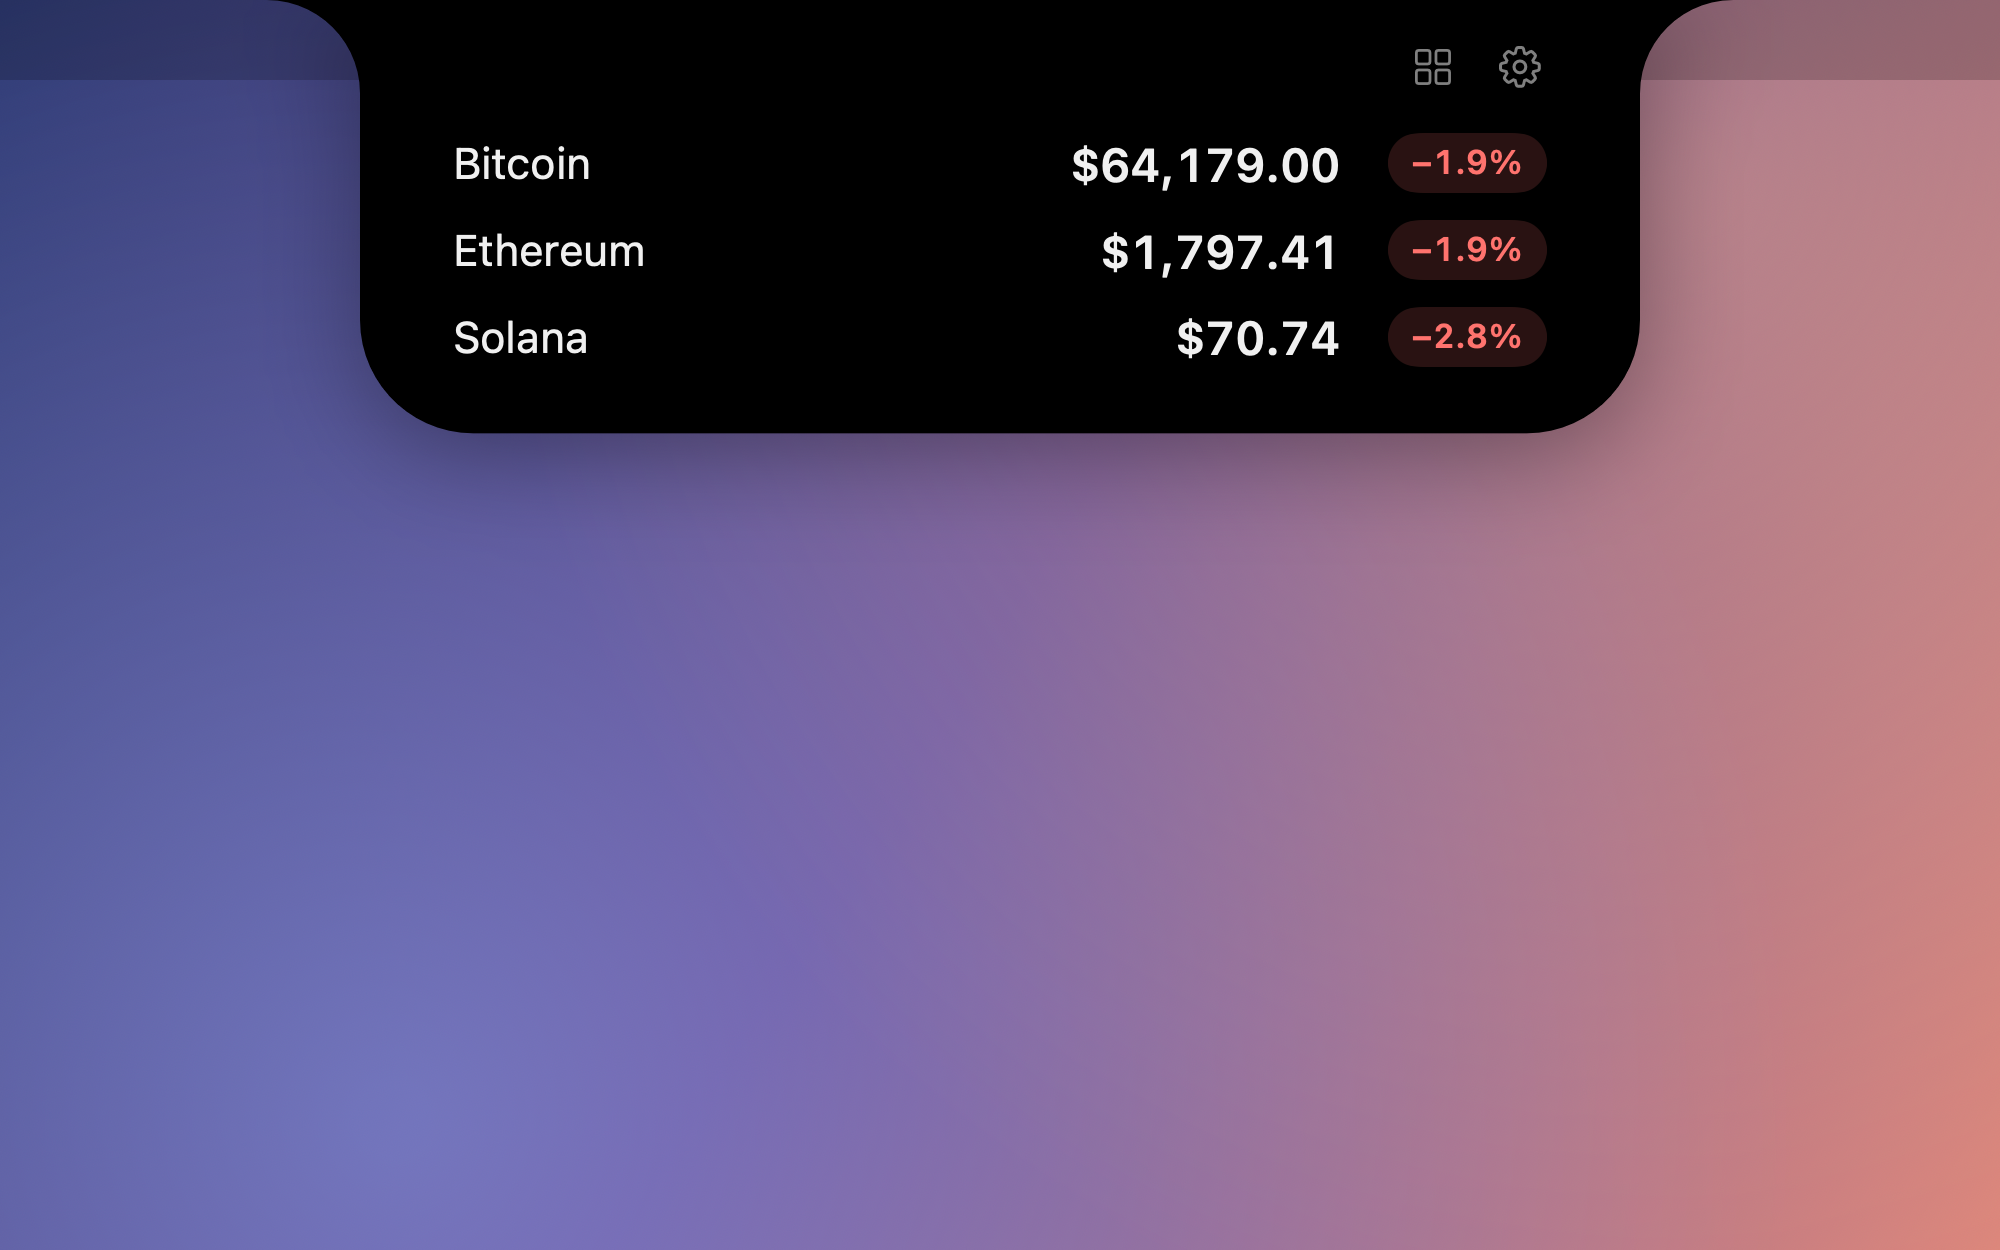 Bitcoin $64,179.00 −1.9%
Ethereum $1,797.41 −1.9%
Solana $70.74 −2.8%